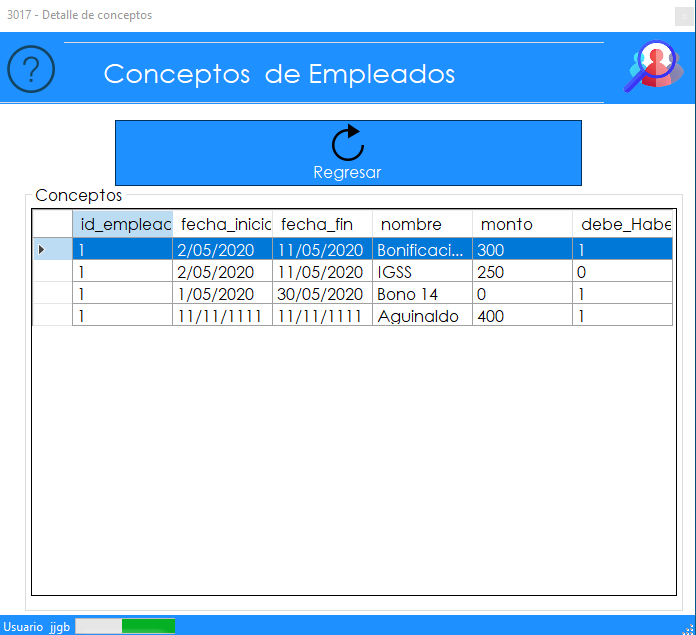 3017 - Detalle de conceptos
x
?
Conceptos de Empleados
Regresar
Conceptos
id_empleac fecha_inicic fecha_fin nombre monto debe_Habe
1 2/05/2020 11/05/2020 Bonificaci... 300 1
1 2/05/2020 11/05/2020 IGSS 250 0
1 1/05/2020 30/05/2020 Bono 14 0 1
1 11/11/1111 11/11/1111 Aguinaldo 400 1
Usuario jjgb